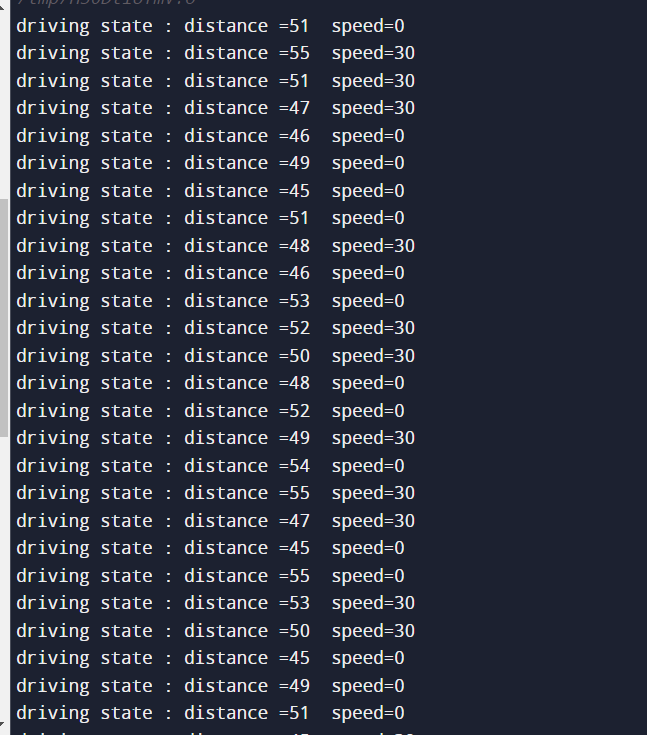 driving state : distance =51  speed=0
driving state : distance =55  speed=30
driving state : distance =51  speed=30
driving state : distance =47  speed=30
driving state : distance =46  speed=0
driving state : distance =49  speed=0
driving state : distance =45  speed=0
driving state : distance =51  speed=0
driving state : distance =48  speed=30
driving state : distance =46  speed=0
driving state : distance =53  speed=0
driving state : distance =52  speed=30
driving state : distance =50  speed=30
driving state : distance =48  speed=0
driving state : distance =52  speed=0
driving state : distance =49  speed=30
driving state : distance =54  speed=0
driving state : distance =55  speed=30
driving state : distance =47  speed=30
driving state : distance =45  speed=0
driving state : distance =55  speed=0
driving state : distance =53  speed=30
driving state : distance =50  speed=30
driving state : distance =45  speed=0
driving state : distance =49  speed=0
driving state : distance =51  speed=0